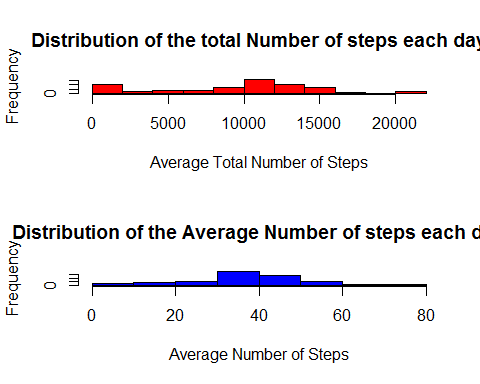 Distribution of the total Number of steps each day
Frequency
0
0 5000 10000 15000 20000
Average Total Number of Steps
Distribution of the Average Number of steps each d
Frequency
0
0 20 40 60 80
Average Number of Steps